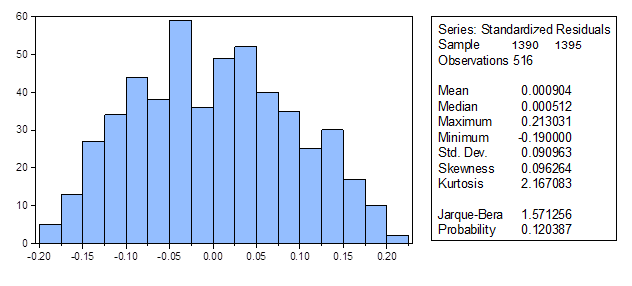 60
50
40
30
20
10
0
-0.20 -0.15 -0.10 -0.05 0.00 0.05 0.10 0.15 0.20
Series: Standardized Residuals
Sample 1390 1395
Observations 516
Mean 0.000904
Median 0.000512
Maximum 0.213031
Minimum -0.190000
Std. Dev. 0.090963
Skewness 0.096264
Kurtosis 2.167083
Jarque-Bera 1.571256
Probability 0.120387